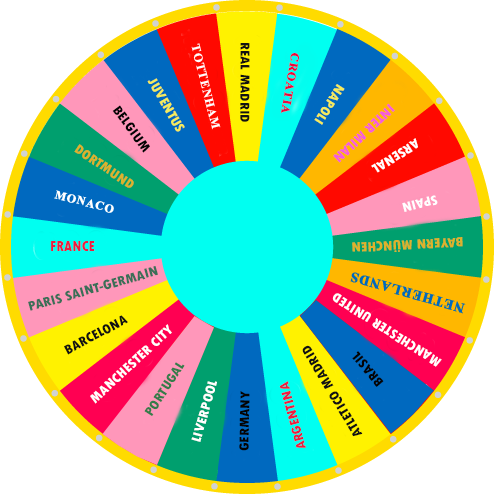 REAL MADRID
CROATIA
NAPOLI
INTER MILAN
ARSENAL
SPAIN
BAYERN MÜNCHEN
NETHERLANDS
MANCHESTER UNITED
BRASIL
ATLETICO MADRID
ARGENTINA
GERMANY
LIVERPOOL
PORTUGAL
MANCHESTER CITY
BARCELONA
PARIS SAINT-GERMAIN
FRANCE
MONACO
DORTMUND
BELGIUM
JUVENTUS
TOTTENHAM